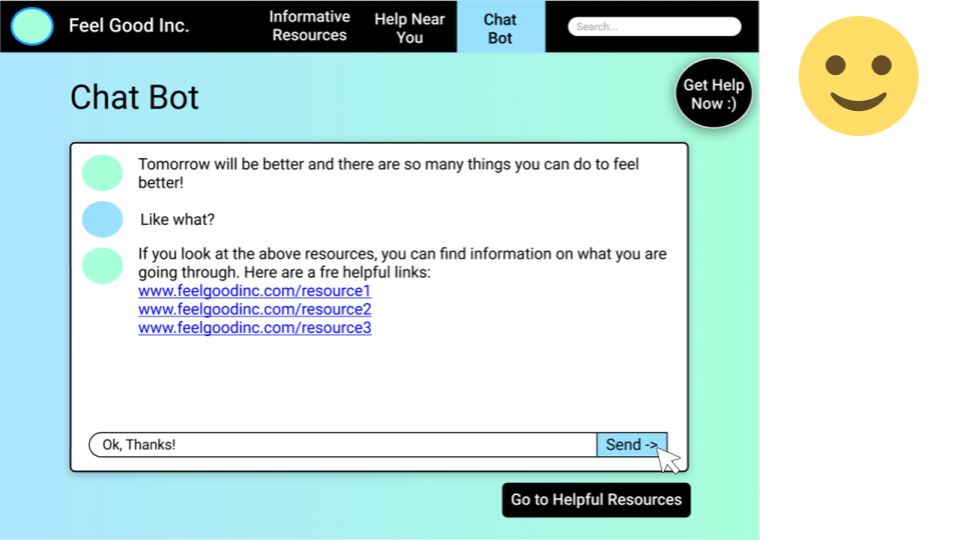 Feel Good Inc.
Informative
Resources
Help Near
You
Chat
Bot
Search...
Get Help
Now :)
Chat Bot
Tomorrow will be better and there are so many things you can do to feel
better!
Like what?
If you look at the above resources, you can find information on what you are
going through. Here are a fre helpful links:
www.feelgoodinc.com/resource1
www.feelgoodinc.com/resource2
www.feelgoodinc.com/resource3
Ok, Thanks!
Send ->
Go to Helpful Resources